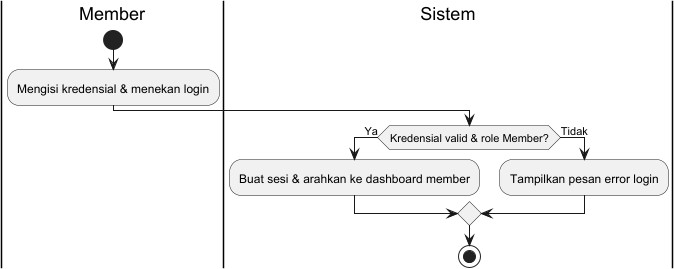 Member
Sistem
Mengisi kredensial & menekan login
Kredensial valid & role Member?
Ya
Tidak
Buat sesi & arahkan ke dashboard member
Tampilkan pesan error login